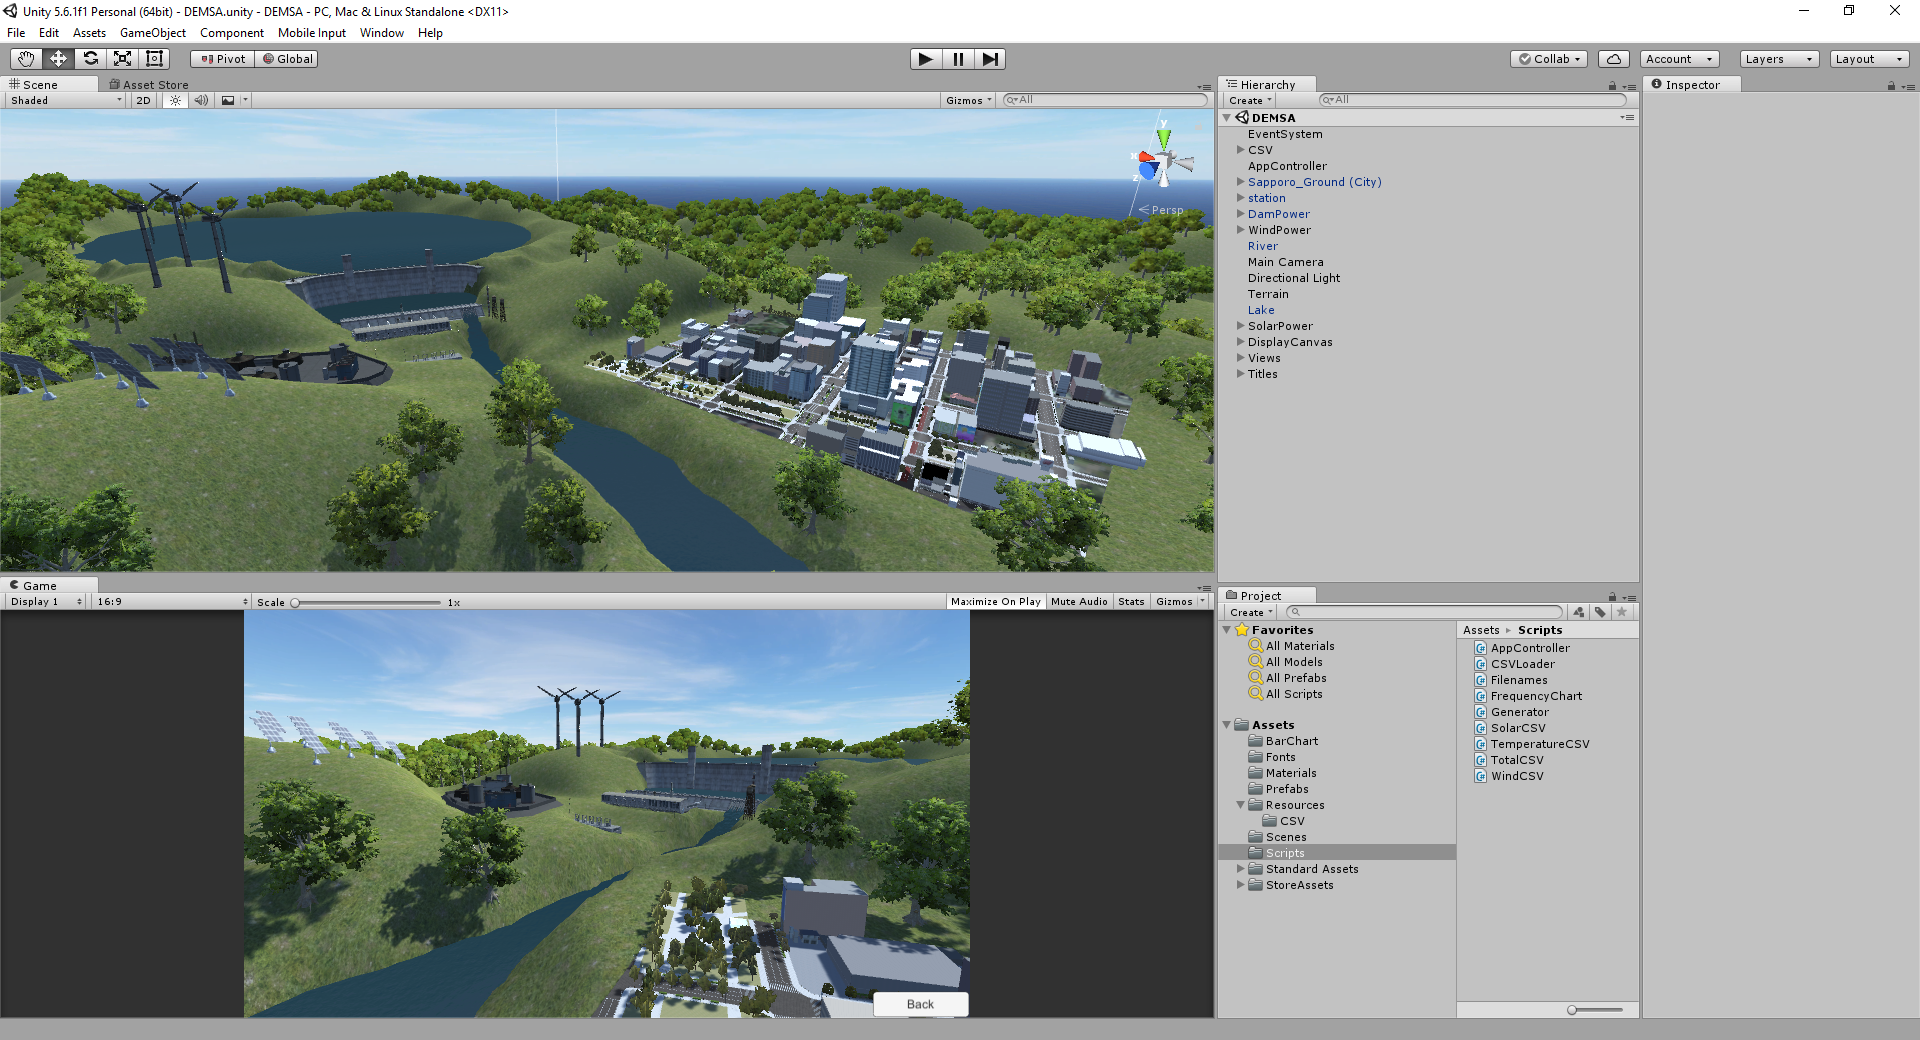 Unity 5.6.1f1 Personal (64bit) - DEMSA.unity - DEMSA - PC, Mac & Linux Standalone <DX11>
File Edit Assets GameObject Component Mobile Input Window Help
Pivot Global Collab Account Layers Layout
Scene Asset Store
Shaded 2D Gizmos All
y
x
z
Persp
Game
Display 1 16:9 Scale 1x Maximize On Play Mute Audio Stats Gizmos
Back
Hierarchy
Create All
DEMSA
EventSystem
CSV
AppController
Sapporo_Ground (City)
station
DamPower
WindPower
River
Main Camera
Directional Light
Terrain
Lake
SolarPower
DisplayCanvas
Views
Titles
Project
Create
Favorites
All Materials
All Models
All Prefabs
All Scripts
Assets
BarChart
Fonts
Materials
Prefabs
Resources
CSV
Scenes
Scripts
Standard Assets
StoreAssets
Assets Scripts
AppController
CSVLoader
Filenames
FrequencyChart
Generator
SolarCSV
TemperatureCSV
TotalCSV
WindCSV
Inspector